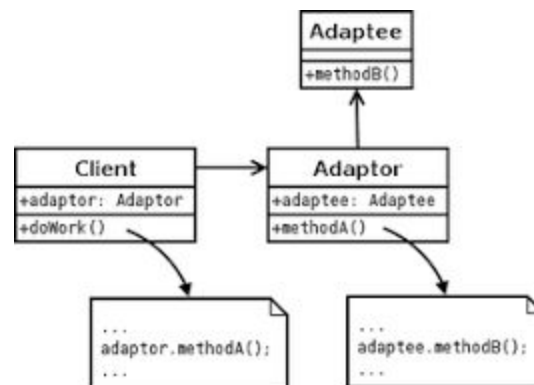 Adaptee
+methodB()
Client
+adaptor: Adaptor
+doWork()
Adaptor
+adaptee: Adaptee
+methodA()
...
adaptor.methodA();
...
...
adaptee.methodB();
...